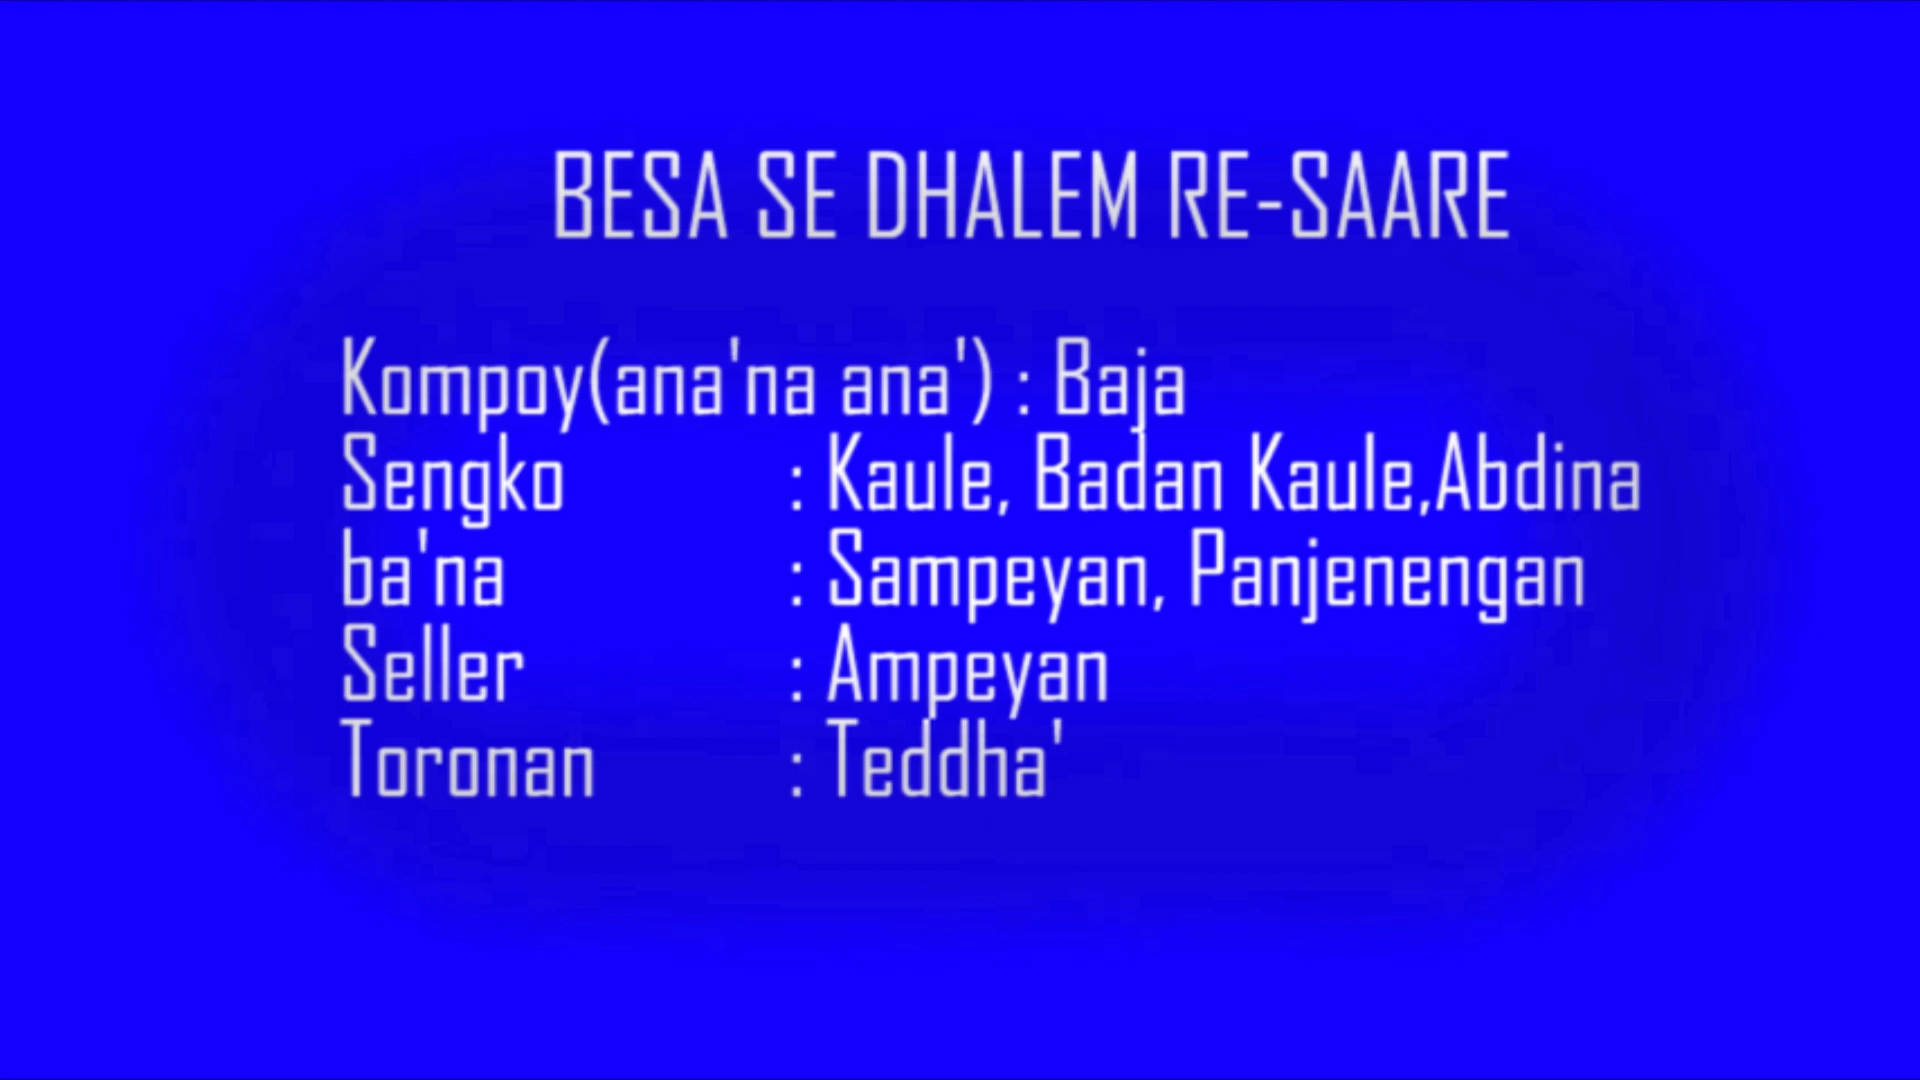 BESA SE DHALEM RE-SAARE
Kompoy(ana'na ana') : Baja
Sengko : Kaule, Badan Kaule,Abdina
ba'na : Sampeyan, Panjenengan
Seller : Ampeyan
Toronan : Teddha'